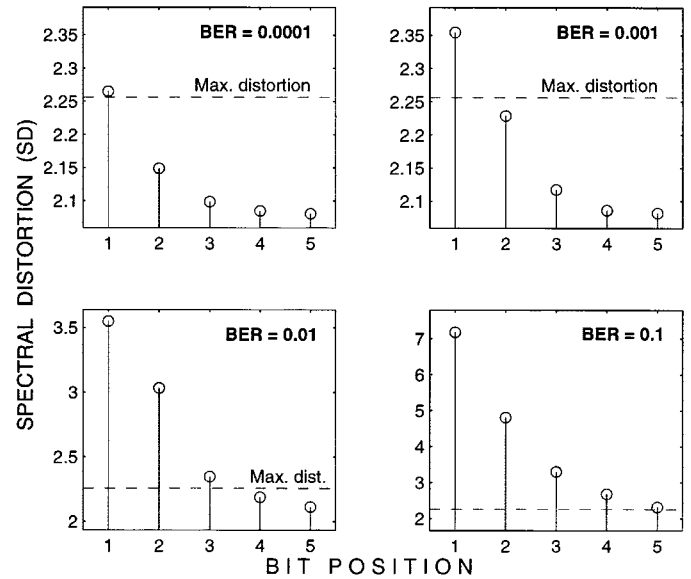 SPECTRAL DISTORTION (SD)
BER = 0.0001
Max. distortion
2.35
2.3
2.25
2.2
2.15
2.1
1 2 3 4 5
BER = 0.001
Max. distortion
2.35
2.3
2.25
2.2
2.15
2.1
1 2 3 4 5
BER = 0.01
Max. dist.
3.5
3
2.5
2
1 2 3 4 5
BER = 0.1
7
6
5
4
3
2
1 2 3 4 5
BIT POSITION